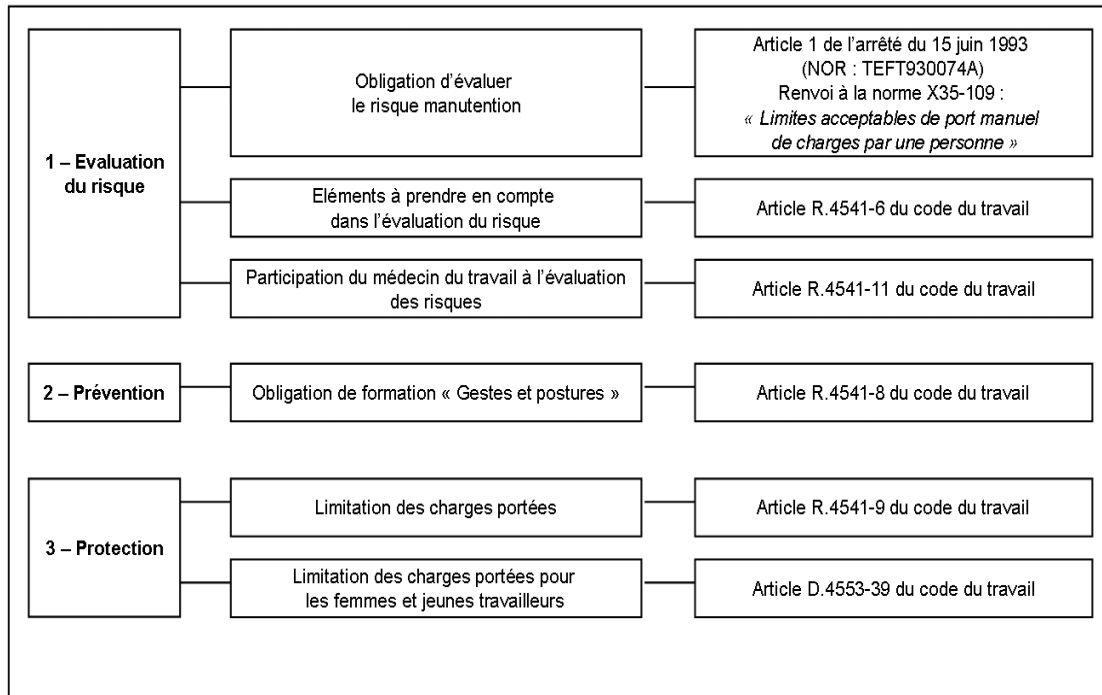 1 – Evaluation
du risque
Obligation d’évaluer
le risque manutention
Article 1 de l’arrêté du 15 juin 1993
(NOR : TEFT930074A)
Renvoi à la norme X35-109 :
« Limites acceptables de port manuel
de charges par une personne »
Eléments à prendre en compte
dans l’évaluation du risque
Article R.4541-6 du code du travail
Participation du médecin du travail à l’évaluation
des risques
Article R.4541-11 du code du travail
2 – Prévention
Obligation de formation « Gestes et postures »
Article R.4541-8 du code du travail
3 – Protection
Limitation des charges portées
Article R.4541-9 du code du travail
Limitation des charges portées pour
les femmes et jeunes travailleurs
Article D.4553-39 du code du travail